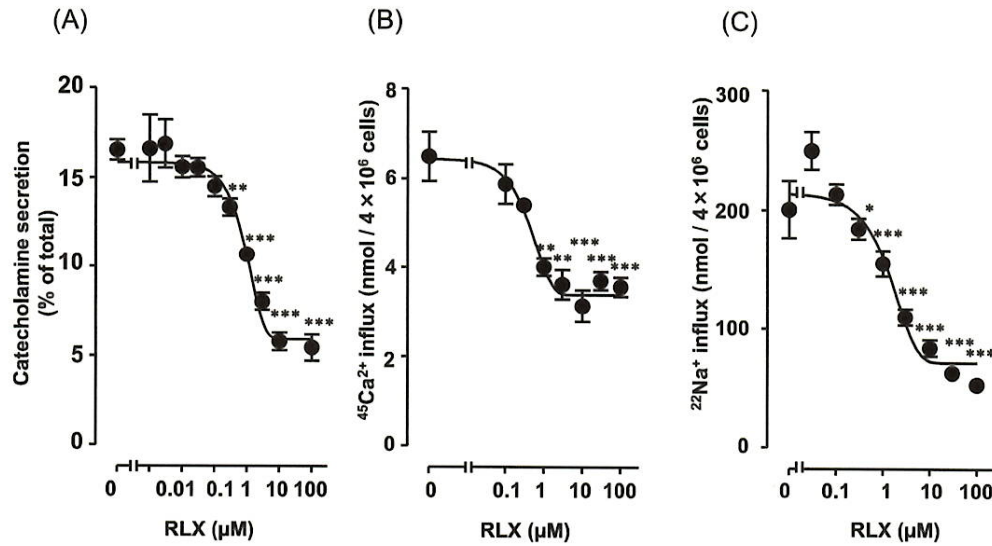 (A)
20
15
10
5
0
Catecholamine secretion
(% of total)
**
***
***
***
***
0 0.01 0.1 1 10 100
RLX (µM)
(B)
8
6
4
2
0
⁴⁵Ca²⁺ influx (nmol / 4 × 10⁶ cells)
**
**
***
***
***
0 0.1 1 10 100
RLX (µM)
(C)
300
200
100
0
²²Na⁺ influx (nmol / 4 × 10⁶ cells)
*
***
***
***
***
***
0 0.1 1 10 100
RLX (µM)